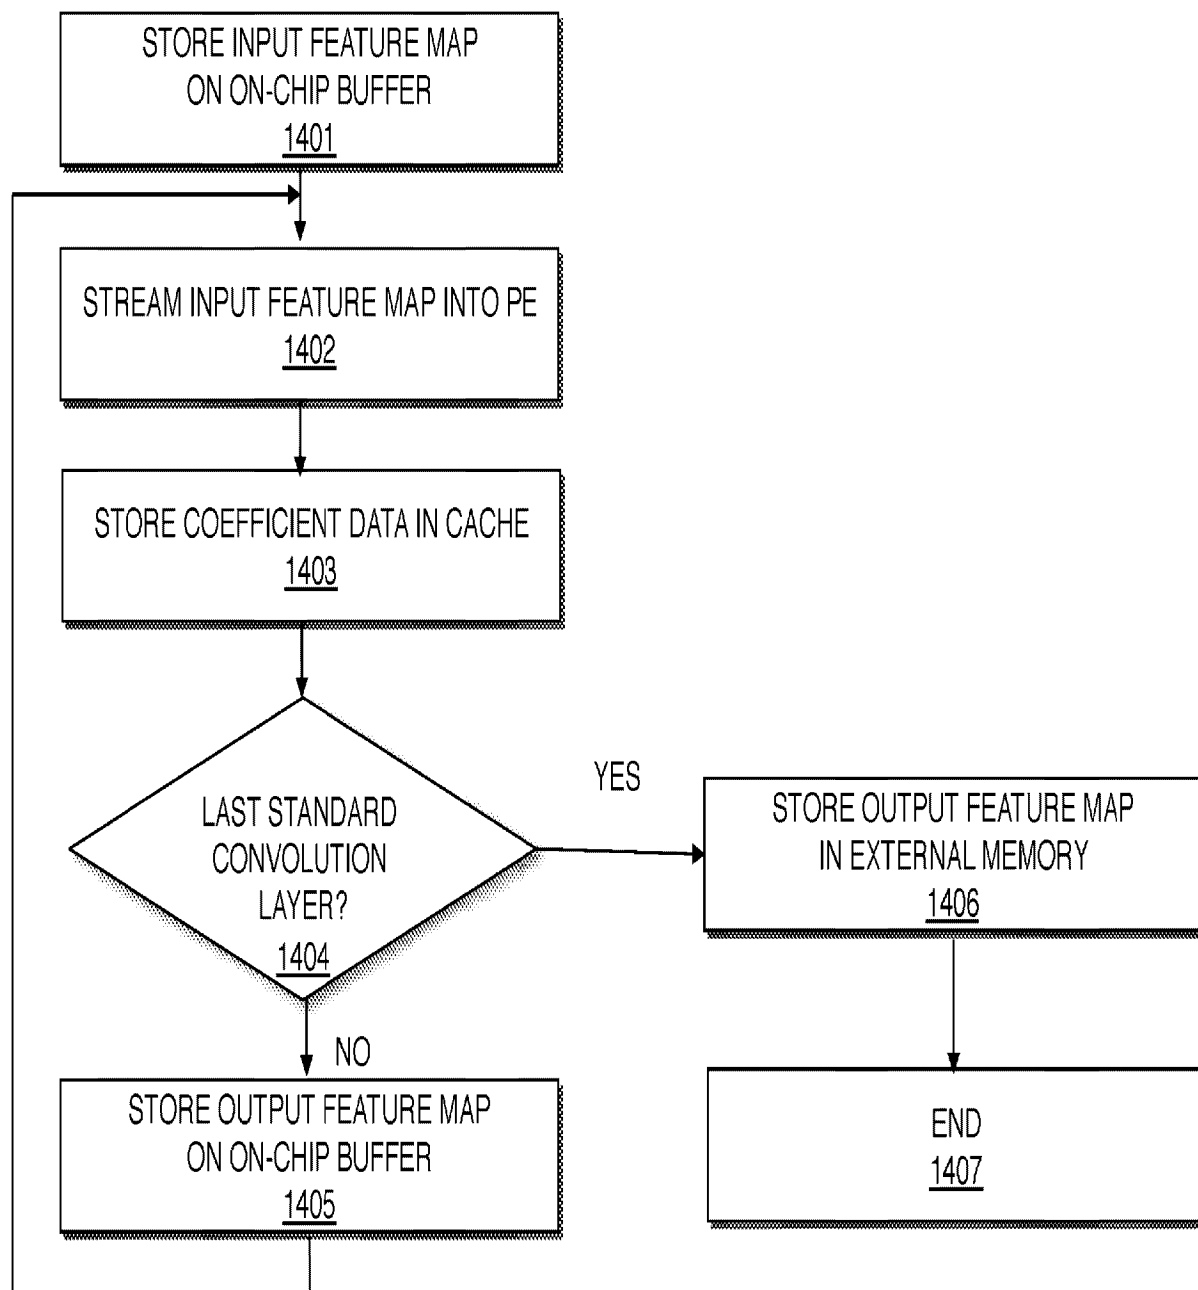 STORE INPUT FEATURE MAP
ON ON-CHIP BUFFER
1401
STREAM INPUT FEATURE MAP INTO PE
1402
STORE COEFFICIENT DATA IN CACHE
1403
LAST STANDARD
CONVOLUTION
LAYER?
1404
YES
STORE OUTPUT FEATURE MAP
IN EXTERNAL MEMORY
1406
NO
STORE OUTPUT FEATURE MAP
ON ON-CHIP BUFFER
1405
END
1407